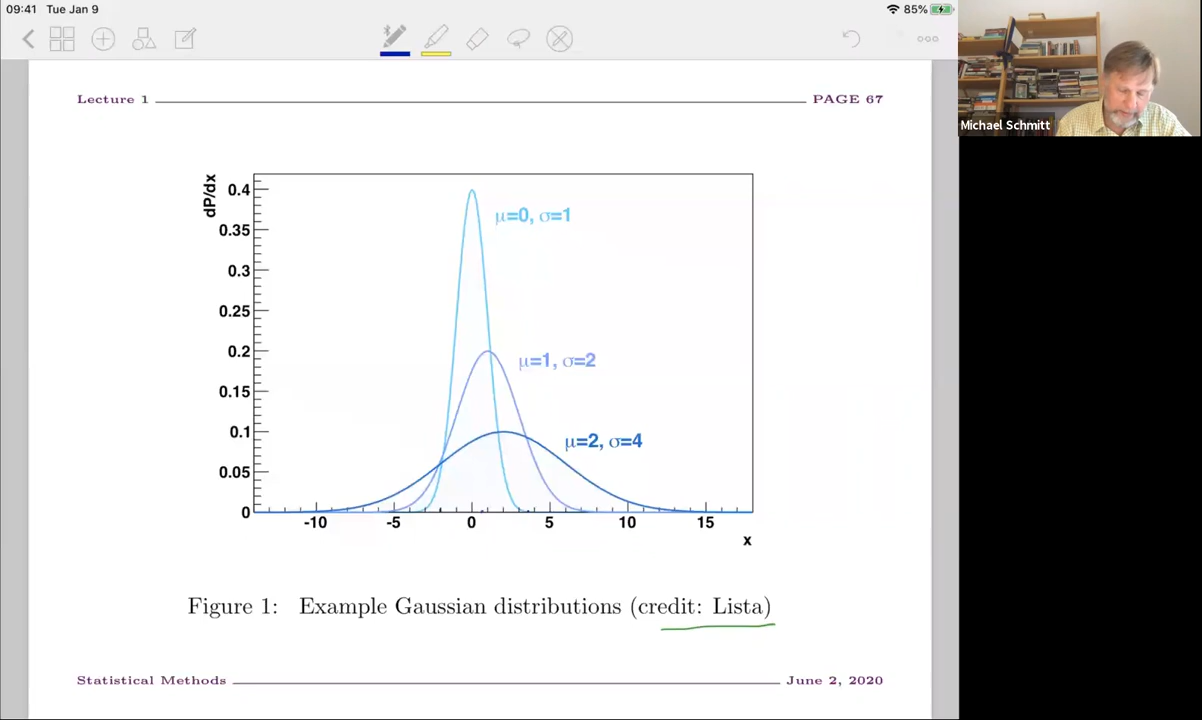 09:41 Tue Jan 9
85%
Michael Schmitt
Lecture 1
PAGE 67
dP/dx
0.4
0.35
0.3
0.25
0.2
0.15
0.1
0.05
0
μ=0, σ=1
μ=1, σ=2
μ=2, σ=4
-10 -5 0 5 10 15
x
Figure 1: Example Gaussian distributions (credit: Lista)
Statistical Methods
June 2, 2020